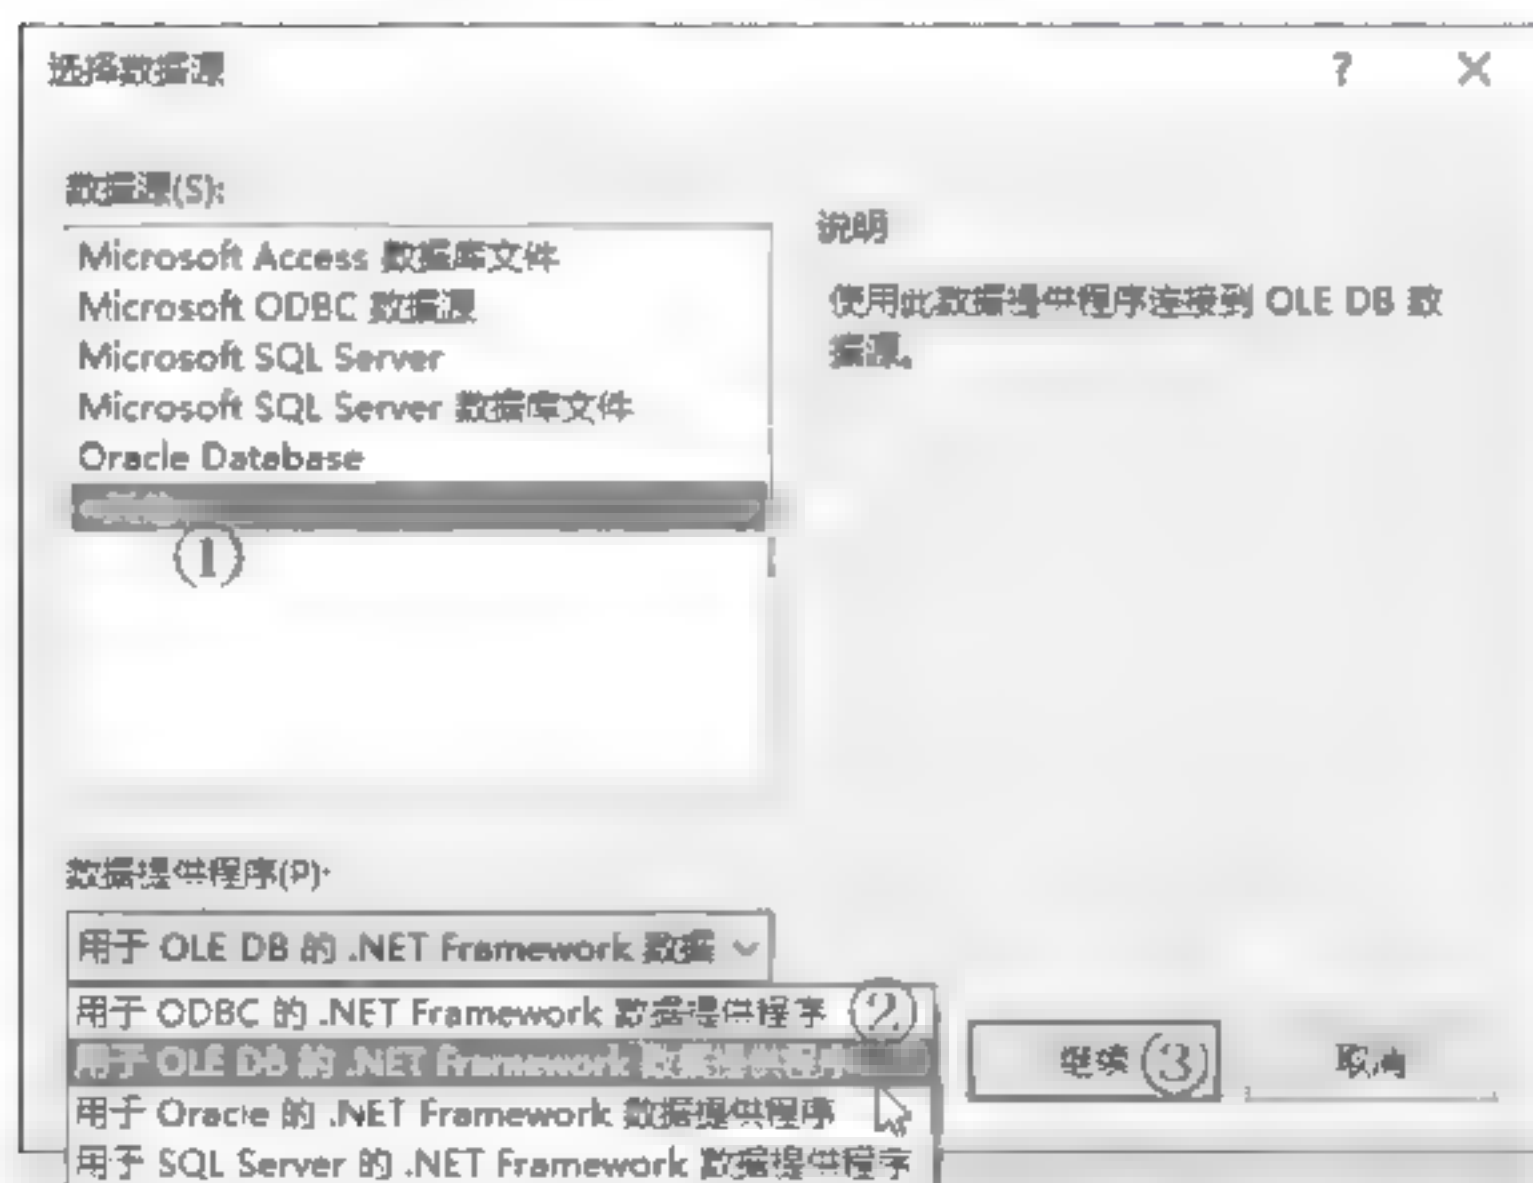 选择数据源
? ×
数据源(S):
Microsoft Access 数据库文件
Microsoft ODBC 数据源
Microsoft SQL Server
Microsoft SQL Server 数据库文件
Oracle Database
①
说明
使用此数据提供程序连接到 OLE DB 数
据源。
数据提供程序(P):
用于 OLE DB 的 .NET Framework 数据
用于 ODBC 的 .NET Framework 数据提供程序 ②
用于 OLE DB 的 .NET Framework 数据提供程序
用于 Oracle 的 .NET Framework 数据提供程序
用于 SQL Server 的 .NET Framework 数据提供程序
继续 ③
取消